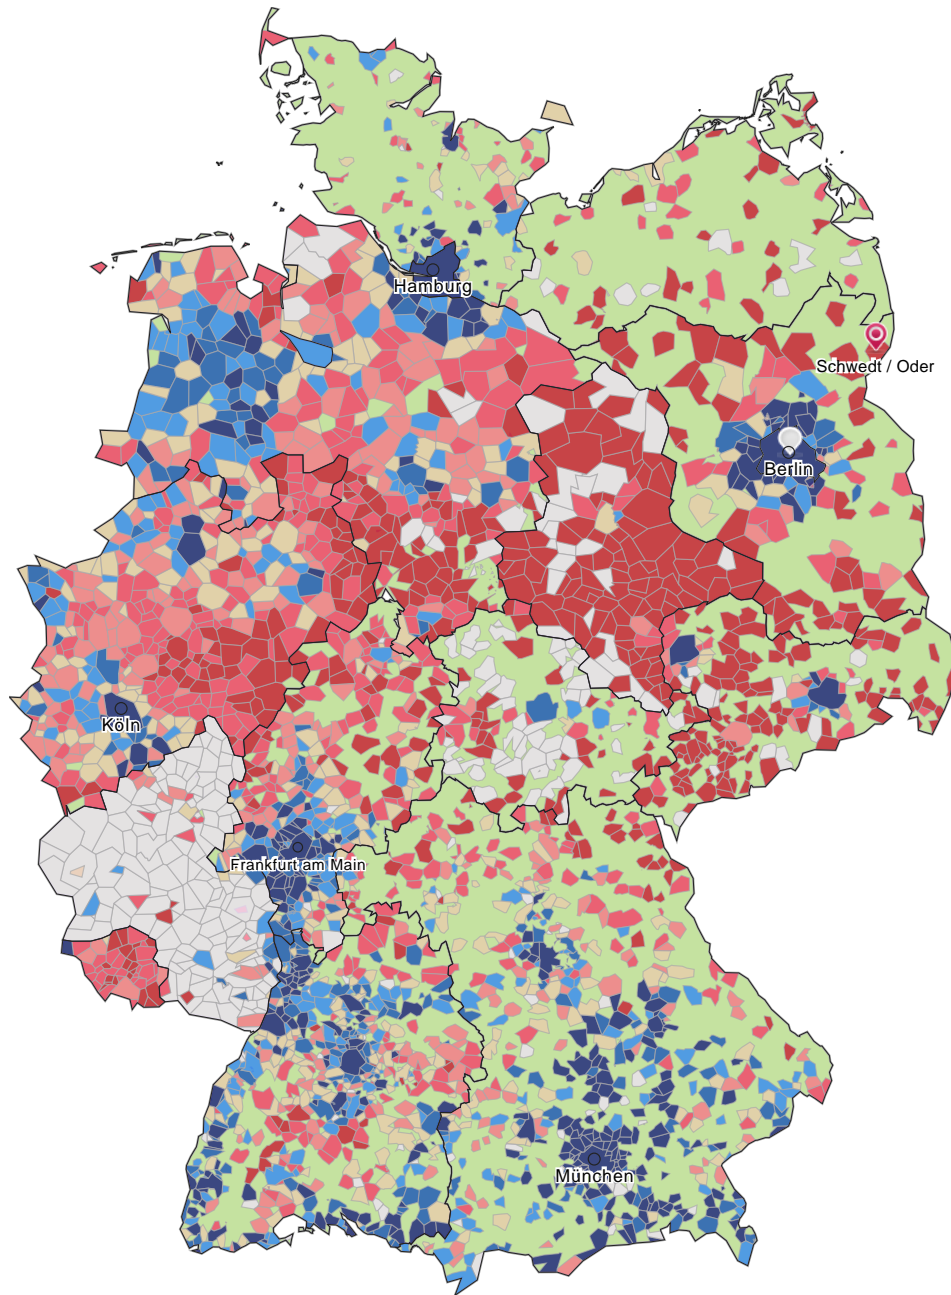 Hamburg
Schwedt / Oder
Berlin
Köln
Frankfurt am Main
München